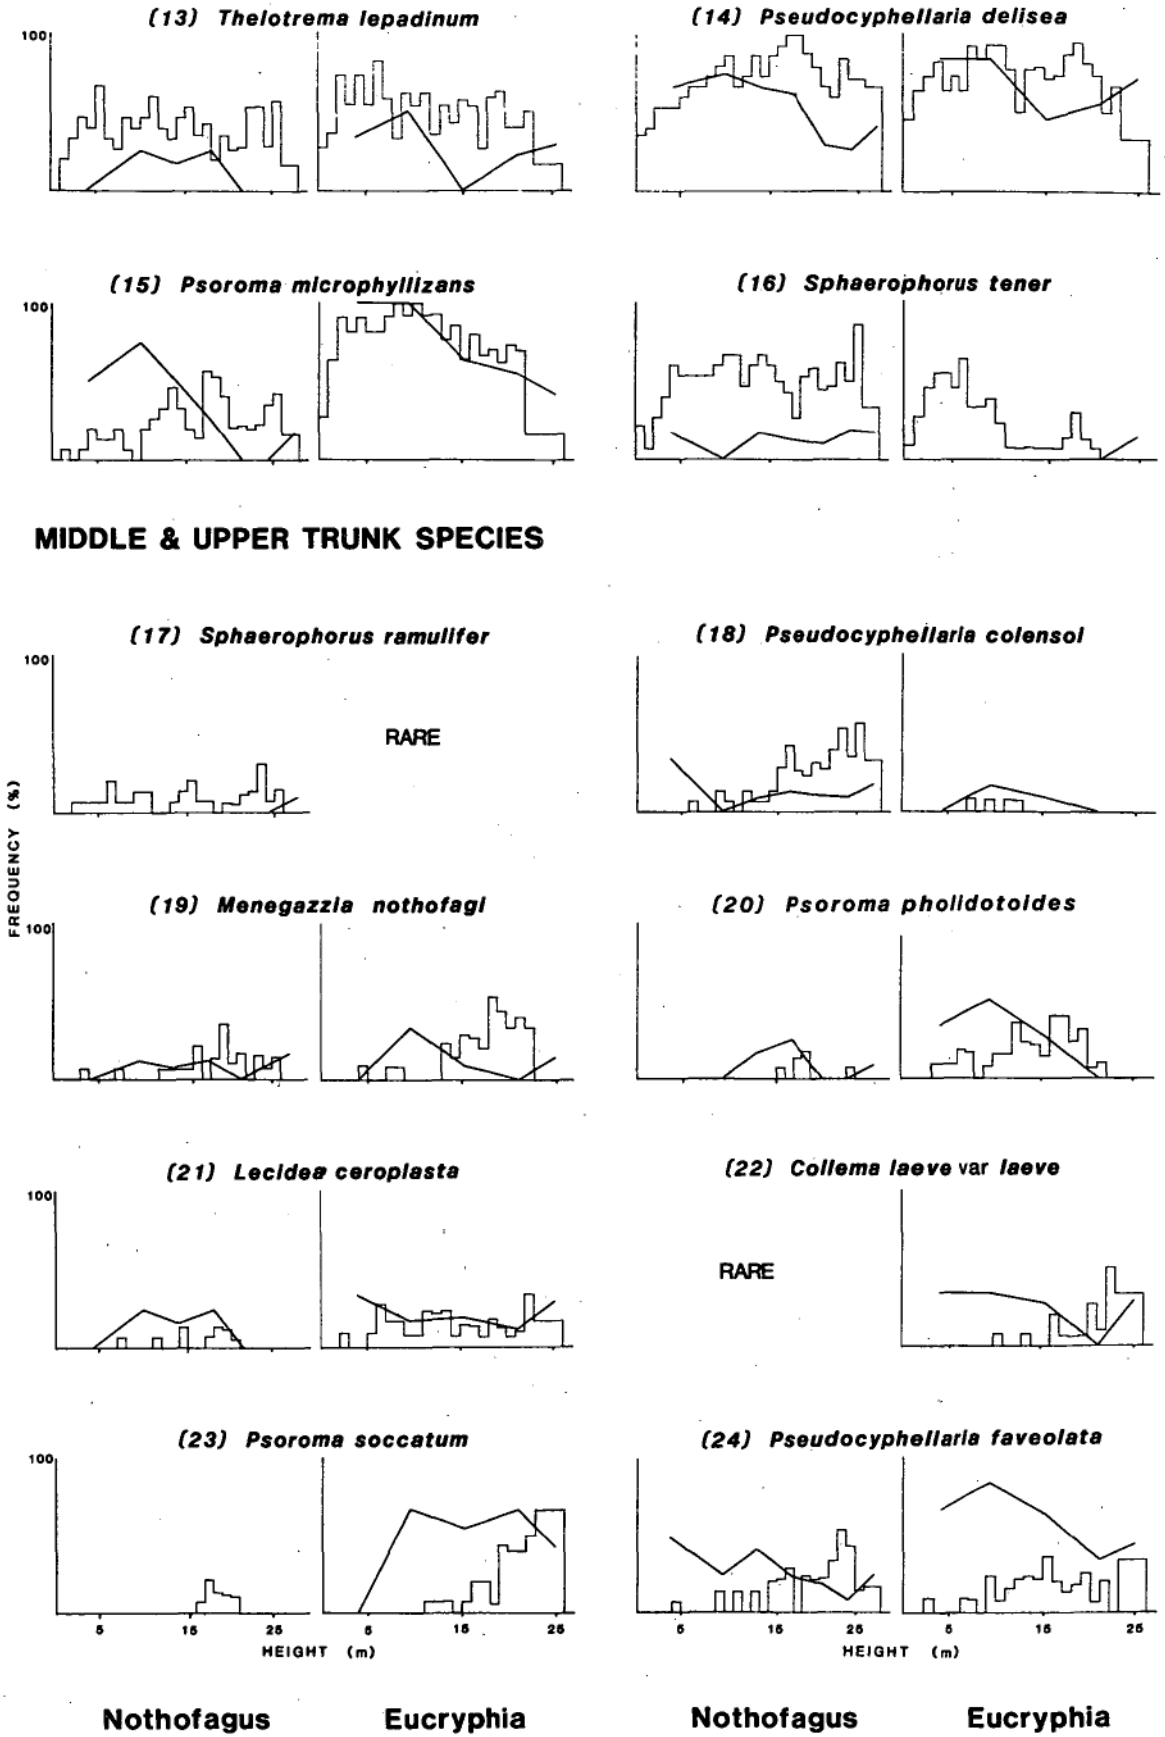 (13) Thelotrema lepadinum
(14) Pseudocyphellaria delisea
100
(15) Psoroma microphyllizans
(16) Sphaerophorus tener
100
MIDDLE & UPPER TRUNK SPECIES
(17) Sphaerophorus ramulifer
(18) Pseudocyphellaria colensoi
100
RARE
FREQUENCY (%)
(19) Menegazzia nothofagi
(20) Psoroma pholidotoides
100
(21) Lecidea ceroplasta
(22) Collema laeve var laeve
100
RARE
(23) Psoroma soccatum
(24) Pseudocyphellaria faveolata
100
5 15 25 5 15 25 5 15 25 5 15 25
HEIGHT (m) HEIGHT (m)
Nothofagus Eucryphia Nothofagus Eucryphia